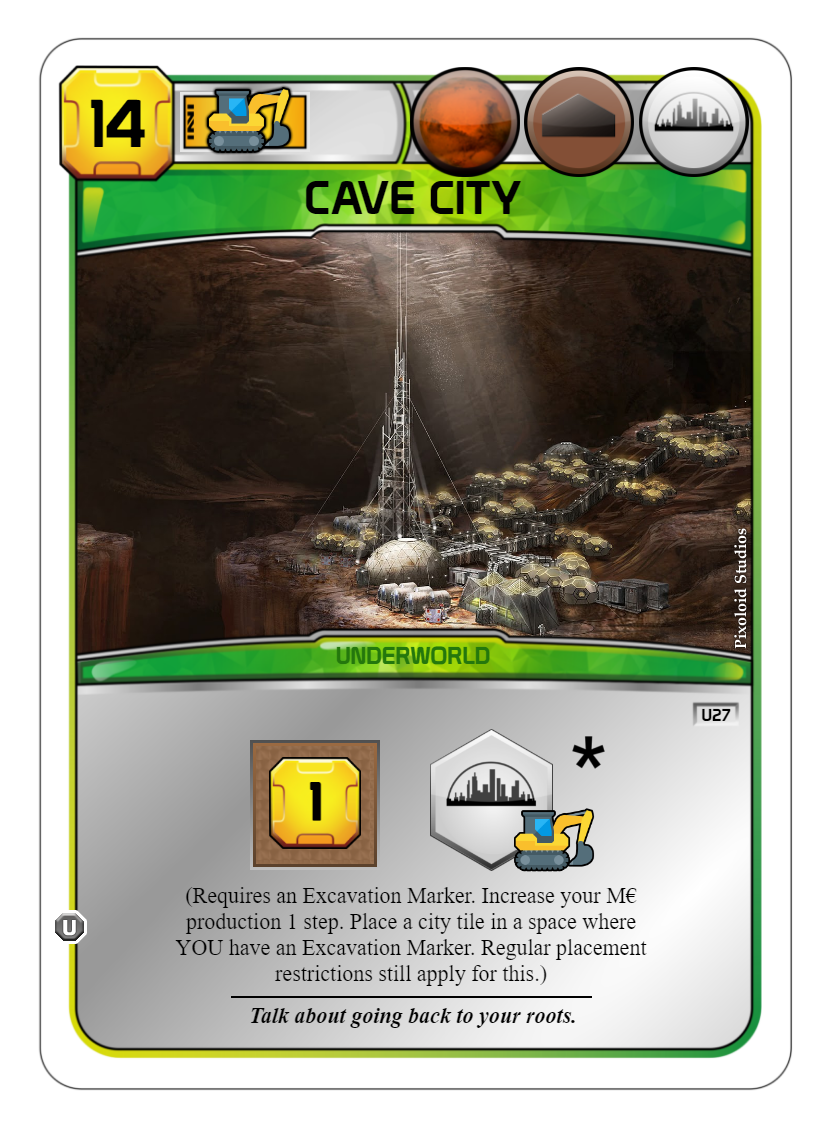 14
CAVE CITY
Pixoloid Studios
UNDERWORLD
U27
1
*
(Requires an Excavation Marker. Increase your M€
production 1 step. Place a city tile in a space where
YOU have an Excavation Marker. Regular placement
restrictions still apply for this.)
U
Talk about going back to your roots.